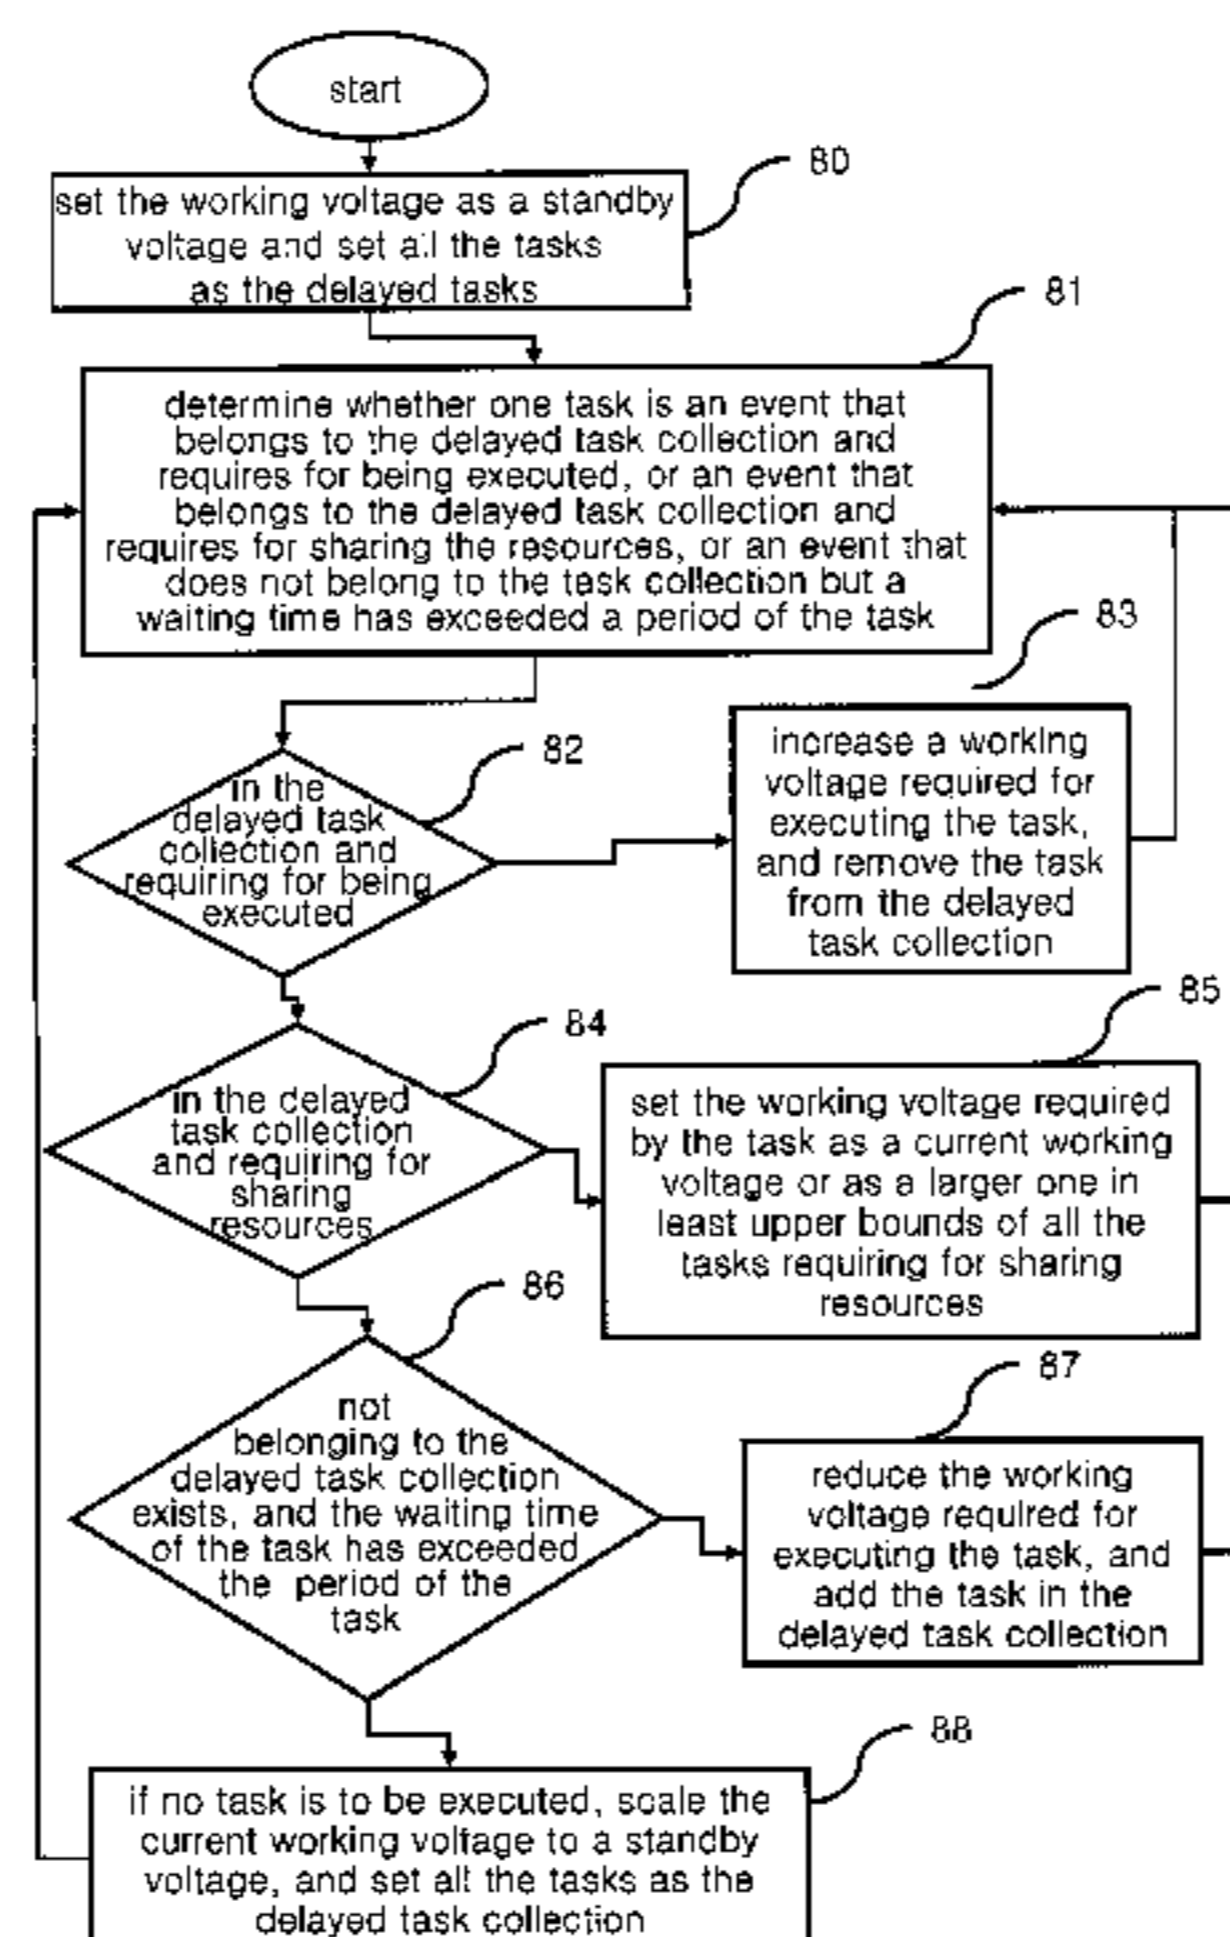 start
80
set the working voltage as a standby
voltage and set all the tasks
as the delayed tasks
81
determine whether one task is an event that
belongs to the delayed task collection and
requires for being executed, or an event that
belongs to the delayed task collection and
requires for sharing the resources, or an event that
does not belong to the task collection but a
waiting time has exceeded a period of the task
82
in the
delayed task
collection and
requiring for being
executed
83
increase a working
voltage required for
executing the task,
and remove the task
from the delayed
task collection
84
in the delayed
task collection
and requiring for
sharing
resources
85
set the working voltage required
by the task as a current working
voltage or as a larger one in
least upper bounds of all the
tasks requiring for sharing
resources
86
not
belonging to the
delayed task collection
exists, and the waiting time
of the task has exceeded
the period of the
task
87
reduce the working
voltage required for
executing the task, and
add the task in the
delayed task collection
88
if no task is to be executed, scale the
current working voltage to a standby
voltage, and set all the tasks as the
delayed task collection